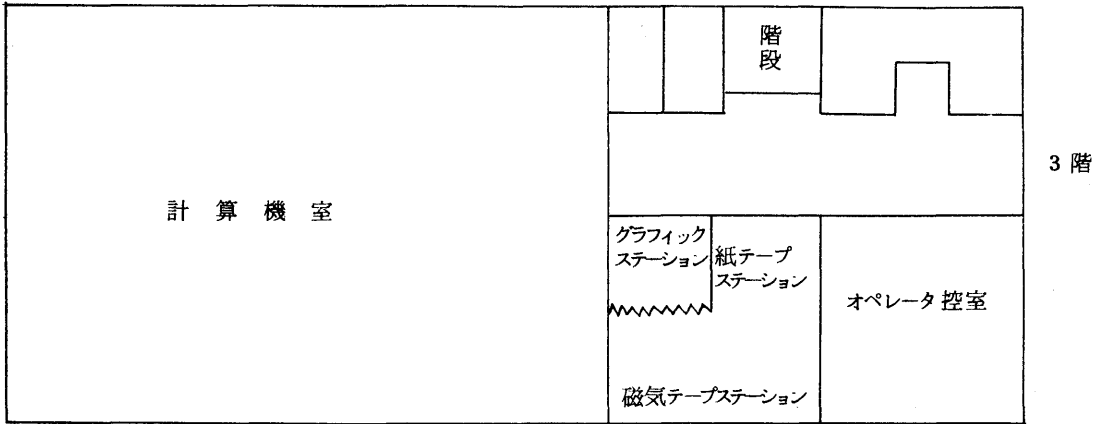 階
段
3 階
計 算 機 室
グラフィック
ステーション
紙テープ
ステーション
オペレータ控室
磁気テープステーション